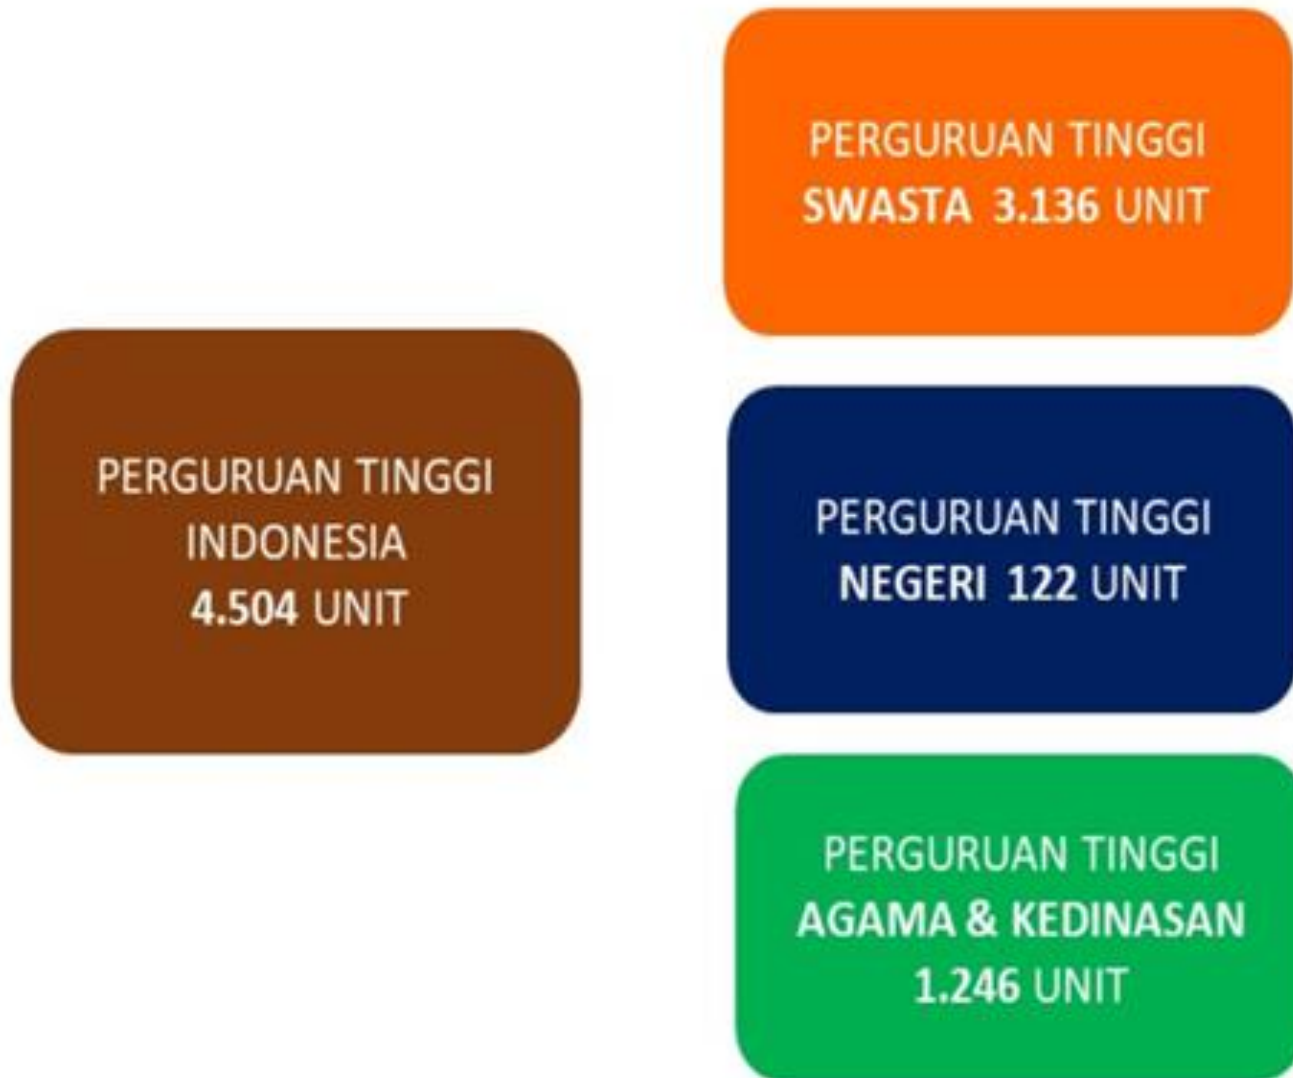 PERGURUAN TINGGI
INDONESIA
4.504 UNIT
PERGURUAN TINGGI
SWASTA 3.136 UNIT
PERGURUAN TINGGI
NEGERI 122 UNIT
PERGURUAN TINGGI
AGAMA & KEDINASAN
1.246 UNIT